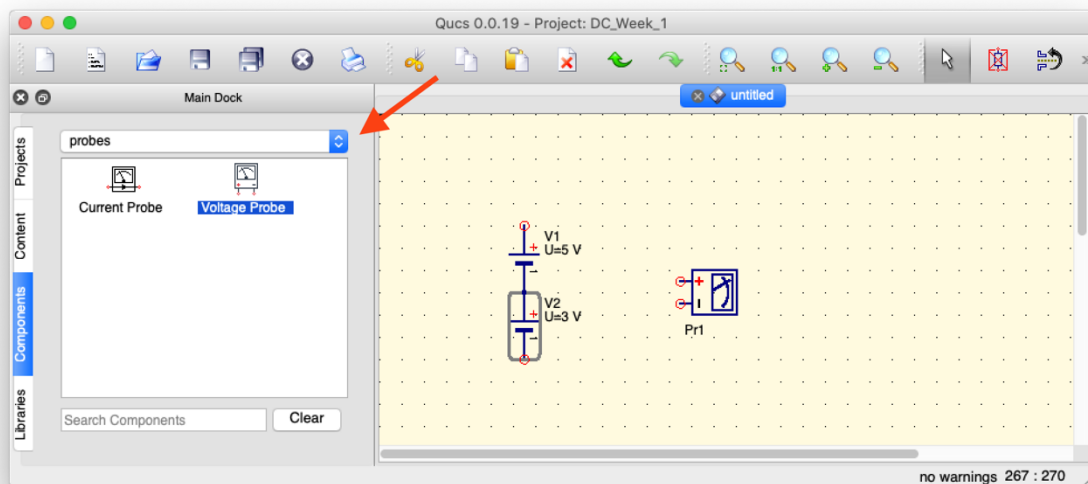 Qucs 0.0.19 - Project: DC_Week_1
Main Dock
untitled
Projects
Content
Components
Libraries
probes
Current Probe
Voltage Probe
Search Components
Clear
V1
U=5 V
V2
U=3 V
Pr1
no warnings 267 : 270